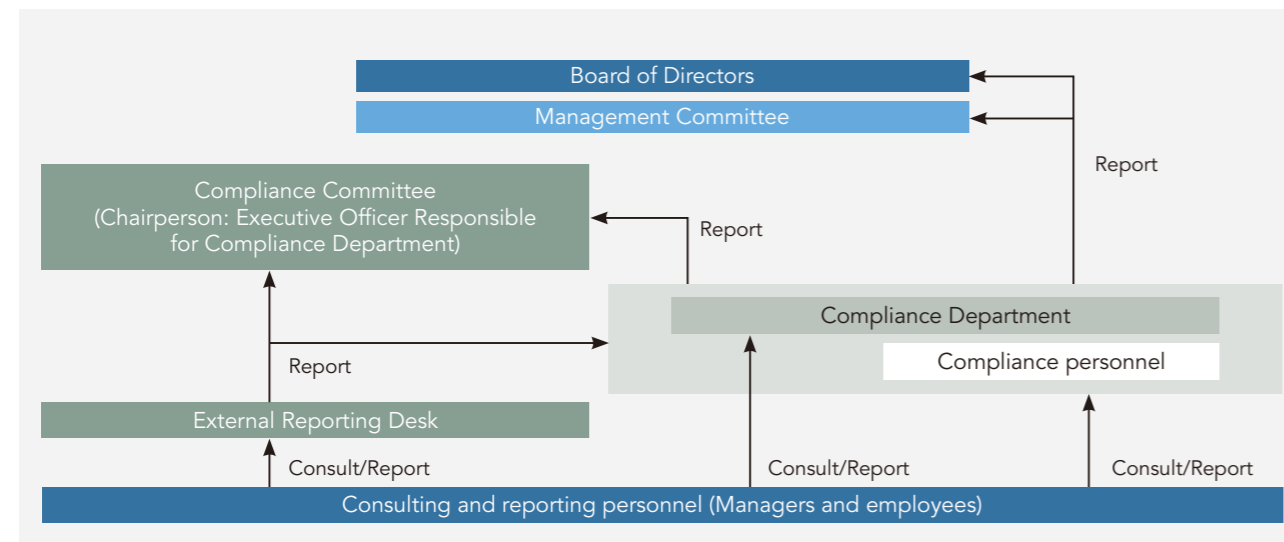 Board of Directors
Management Committee
Report
Compliance Committee
(Chairperson: Executive Officer Responsible
for Compliance Department)
Report
Compliance Department
Compliance personnel
Report
External Reporting Desk
Consult/Report
Consult/Report
Consult/Report
Consulting and reporting personnel (Managers and employees)